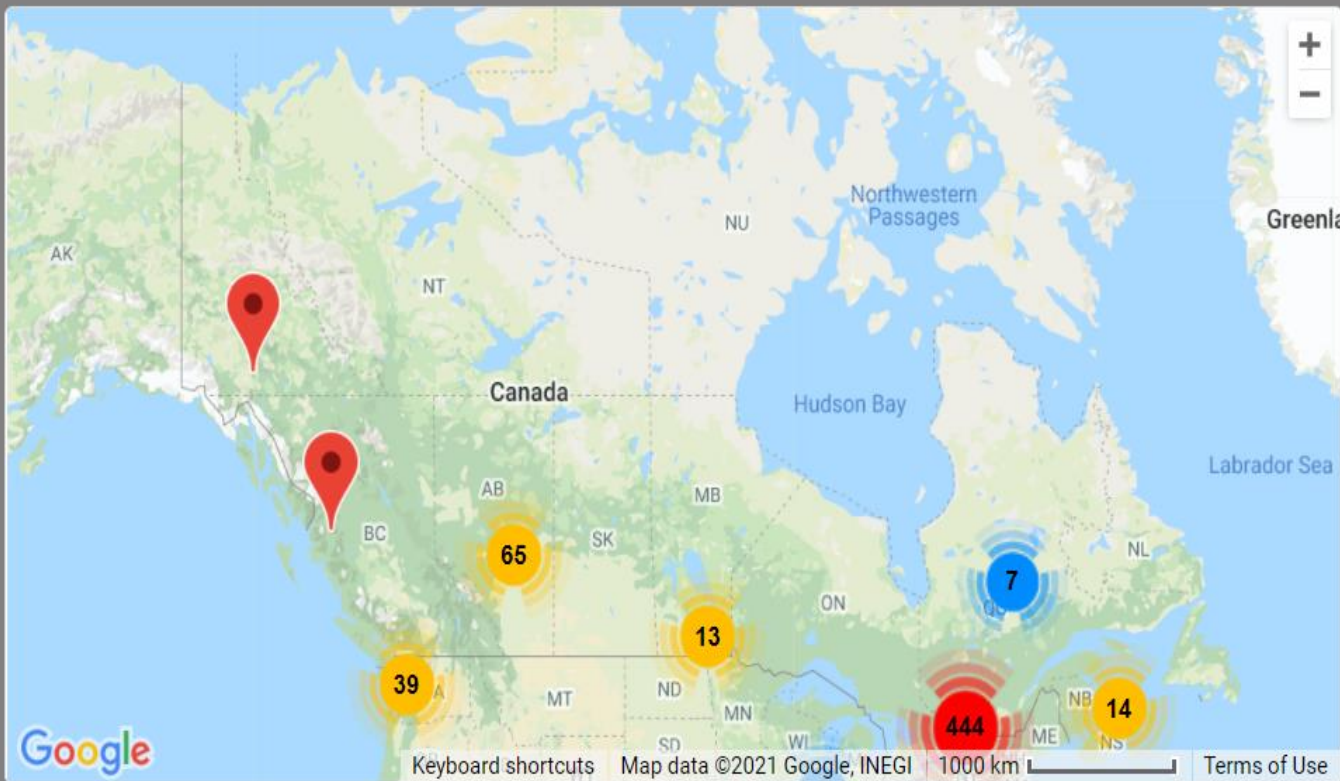 +
−
Northwestern
Passages
NU
Greenla
AK
NT
Canada
Hudson Bay
Labrador Sea
AB
MB
BC
SK
NL
65
7
ON
QC
13
39
MT
ND
NB
14
MN
444
ME
NS
SD
WI
Google
Keyboard shortcuts
Map data ©2021 Google, INEGI
1000 km
Terms of Use